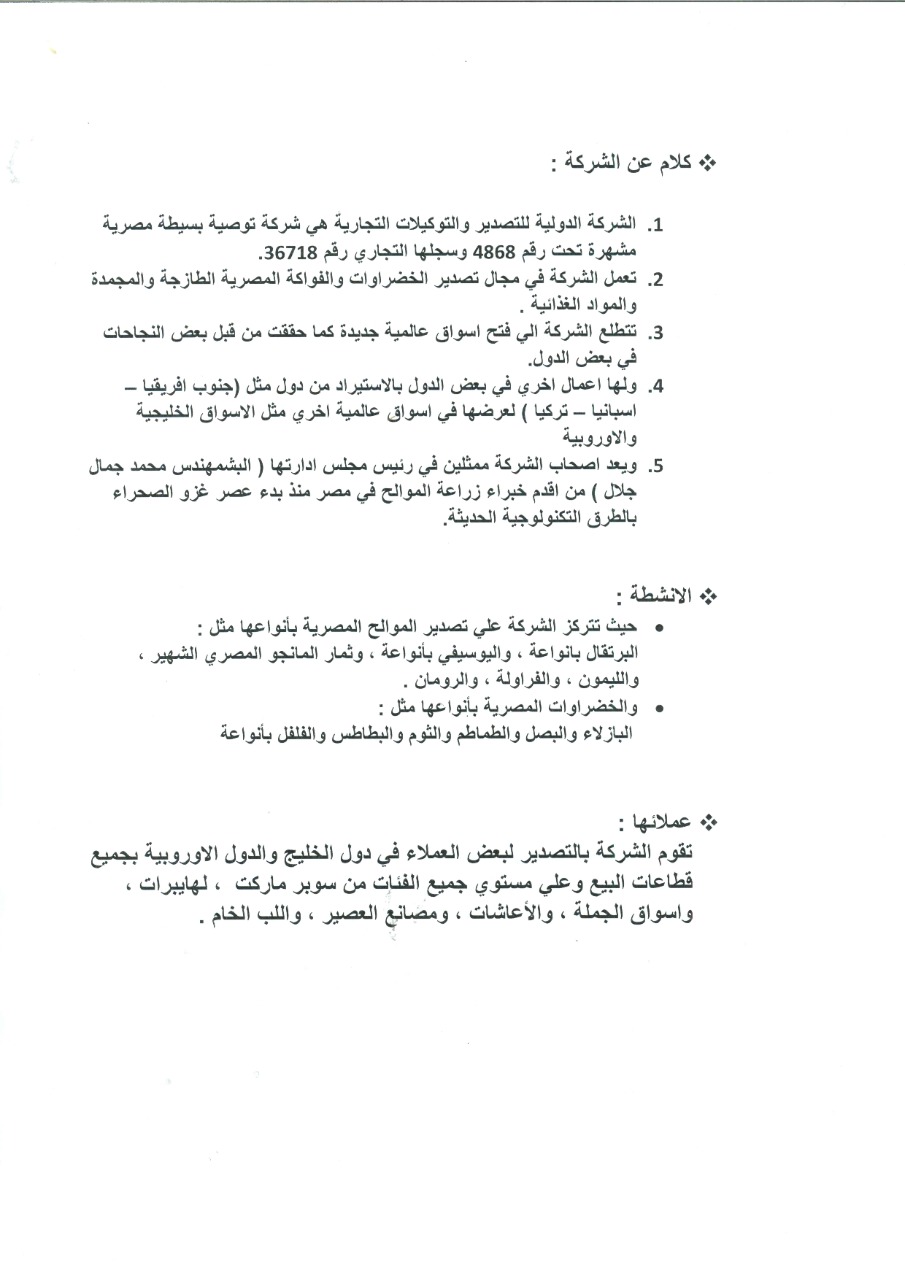 ❖ كلام عن الشركة :
1. الشركة الدولية للتصدير والتوكيلات التجارية هي شركة توصية بسيطة مصرية
مشهرة تحت رقم 4868 وسجلها التجاري رقم 36718.
2. تعمل الشركة في مجال تصدير الخضراوات والفواكة المصرية الطازجة والمجمدة
والمواد الغذائية .
3. تتطلع الشركة الي فتح اسواق عالمية جديدة كما حققت من قبل بعض النجاحات
في بعض الدول.
4. ولها اعمال اخري في بعض الدول بالاستيراد من دول مثل (جنوب افريقيا –
اسبانيا – تركيا ) لعرضها في اسواق عالمية اخري مثل الاسواق الخليجية
والاوروبية
5. ويعد اصحاب الشركة ممثلين في رئيس مجلس ادارتها ( البشمهندس محمد جمال
جلال ) من اقدم خبراء زراعة الموالح في مصر منذ بدء عصر غزو الصحراء
بالطرق التكنولوجية الحديثة.
❖ الانشطة :
• حيث تتركز الشركة علي تصدير الموالح المصرية بأنواعها مثل :
البرتقال بانواعة ، واليوسيفي بأنواعة ، وثمار المانجو المصري الشهير ،
والليمون ، والفراولة ، والرومان .
• والخضراوات المصرية بأنواعها مثل :
البازلاء والبصل والطماطم والثوم والبطاطس والفلفل بأنواعة
❖ عملائها :
تقوم الشركة بالتصدير لبعض العملاء في دول الخليج والدول الاوروبية بجميع
قطاعات البيع وعلي مستوي جميع الفئات من سوبر ماركت ، لهايبرات ،
واسواق الجملة ، والأعاشات ، ومصانع العصير ، واللب الخام .